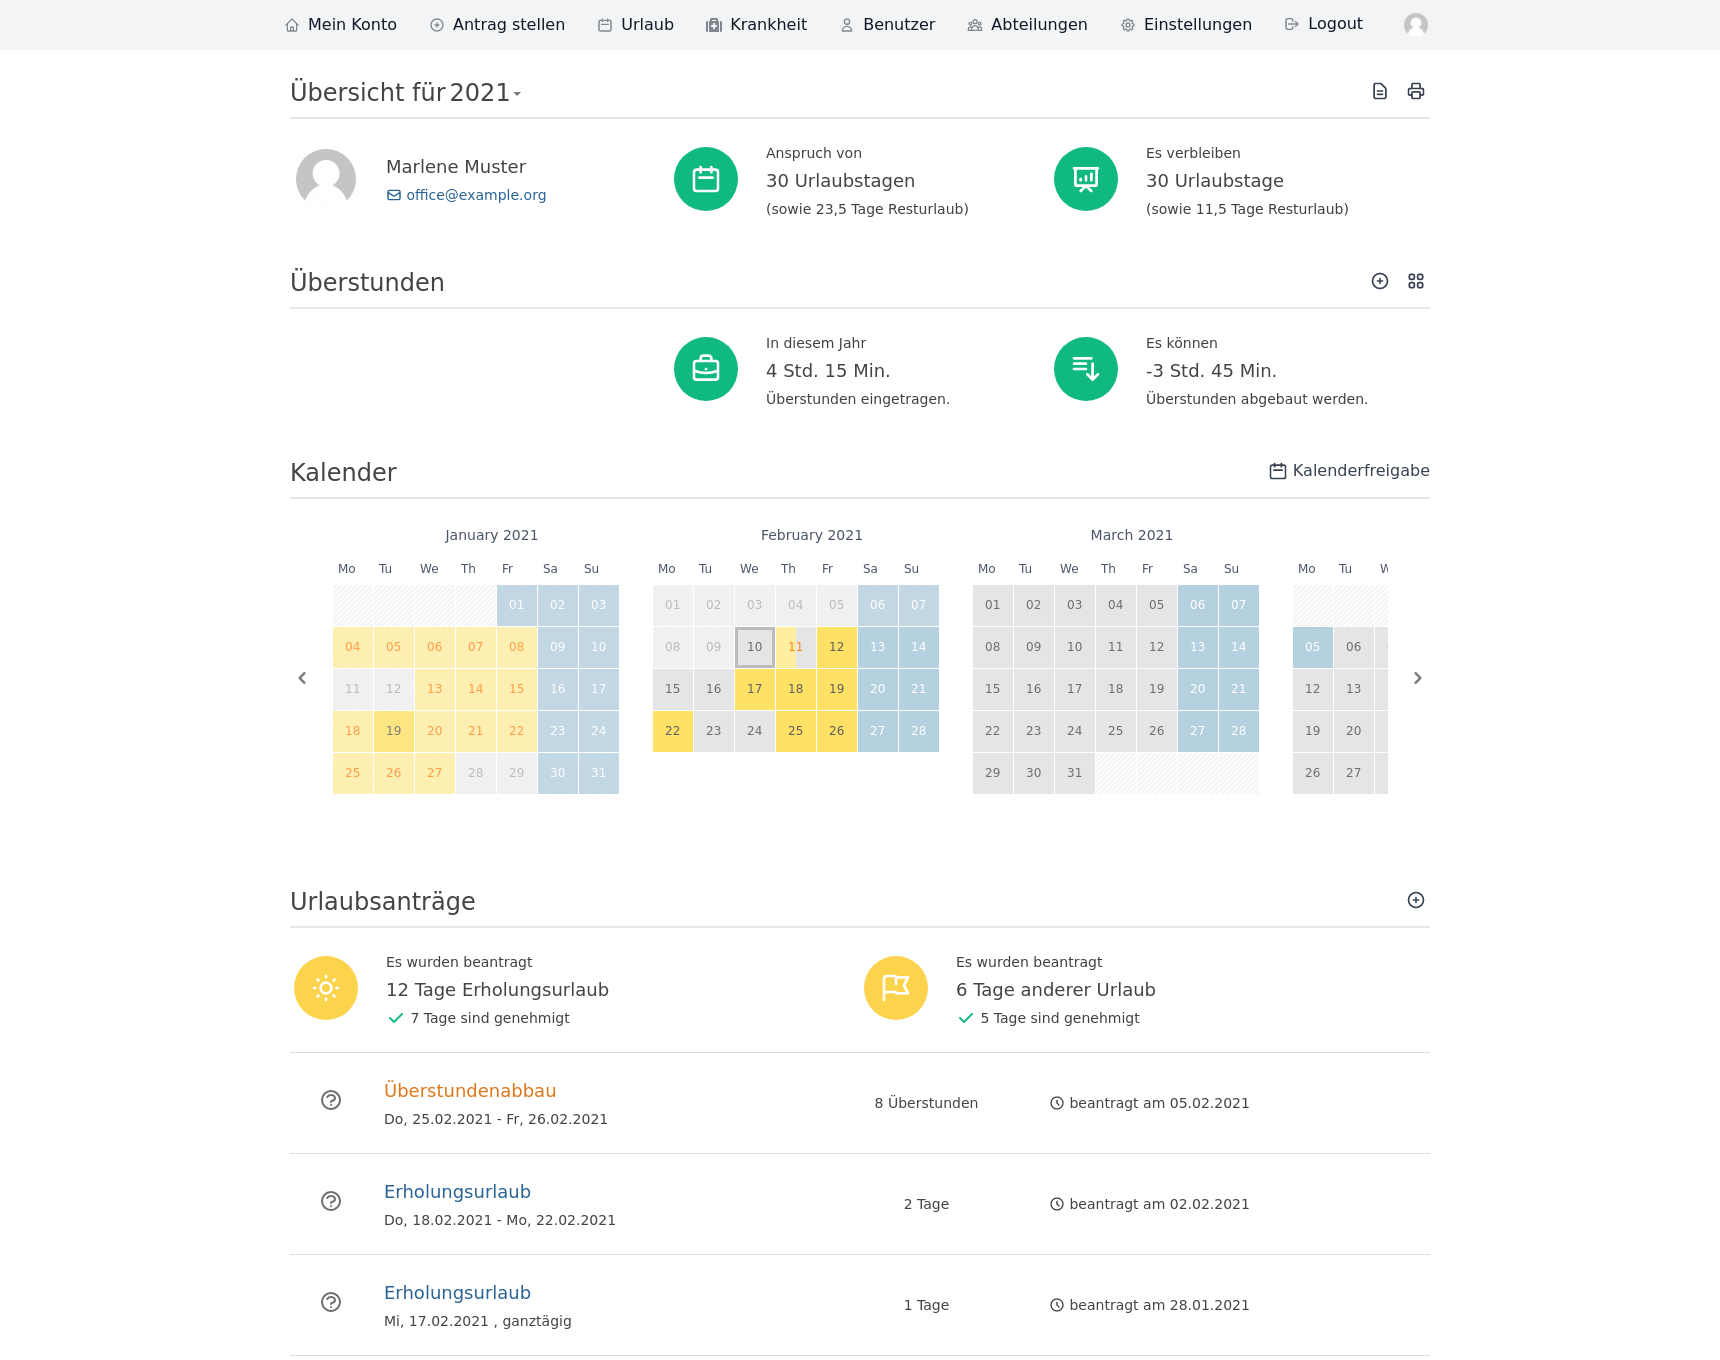 Mein Konto Antrag stellen Urlaub Krankheit Benutzer Abteilungen Einstellungen Logout
Übersicht für 2021
Marlene Muster
office@example.org
Anspruch von
30 Urlaubstagen
(sowie 23,5 Tage Resturlaub)
Es verbleiben
30 Urlaubstage
(sowie 11,5 Tage Resturlaub)
Überstunden
In diesem Jahr
4 Std. 15 Min.
Überstunden eingetragen.
Es können
-3 Std. 45 Min.
Überstunden abgebaut werden.
Kalender
Kalenderfreigabe
January 2021
Mo Tu We Th Fr Sa Su
01 02 03
04 05 06 07 08 09 10
11 12 13 14 15 16 17
18 19 20 21 22 23 24
25 26 27 28 29 30 31
February 2021
Mo Tu We Th Fr Sa Su
01 02 03 04 05 06 07
08 09 10 11 12 13 14
15 16 17 18 19 20 21
22 23 24 25 26 27 28
March 2021
Mo Tu We Th Fr Sa Su
01 02 03 04 05 06 07
08 09 10 11 12 13 14
15 16 17 18 19 20 21
22 23 24 25 26 27 28
29 30 31
Mo Tu
05 06
12 13
19 20
26 27
Urlaubsanträge
Es wurden beantragt
12 Tage Erholungsurlaub
7 Tage sind genehmigt
Es wurden beantragt
6 Tage anderer Urlaub
5 Tage sind genehmigt
Überstundenabbau
Do, 25.02.2021 - Fr, 26.02.2021
8 Überstunden
beantragt am 05.02.2021
Erholungsurlaub
Do, 18.02.2021 - Mo, 22.02.2021
2 Tage
beantragt am 02.02.2021
Erholungsurlaub
Mi, 17.02.2021 , ganztägig
1 Tage
beantragt am 28.01.2021